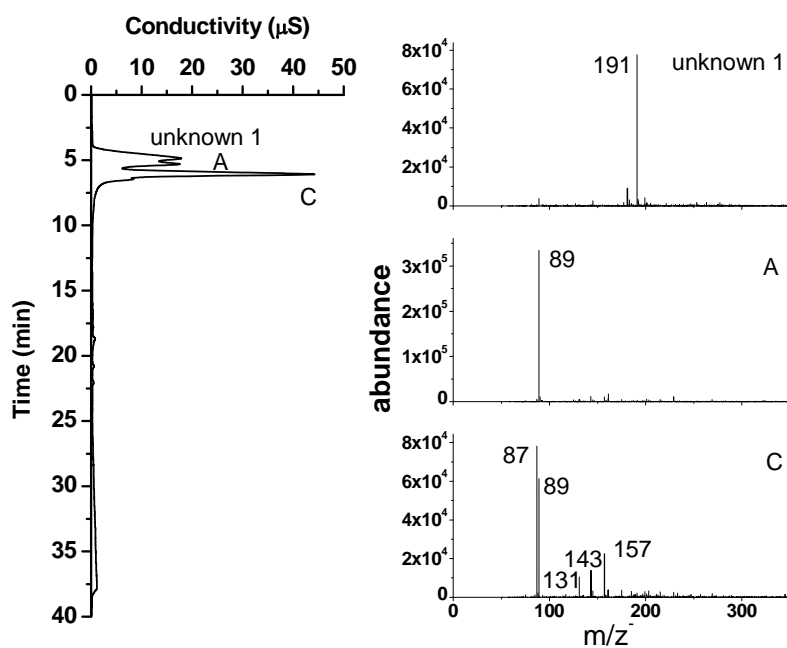 Conductivity (μS)
0 10 20 30 40 50
0
5
10
15
20
25
30
35
40
Time (min)
unknown 1
A
C
8x10⁴
6x10⁴
4x10⁴
2x10⁴
0
191
unknown 1
3x10⁵
2x10⁵
1x10⁵
0
89
A
abundance
8x10⁴
6x10⁴
4x10⁴
2x10⁴
0
87
89
131
143
157
C
0 100 200 300
m/z⁻